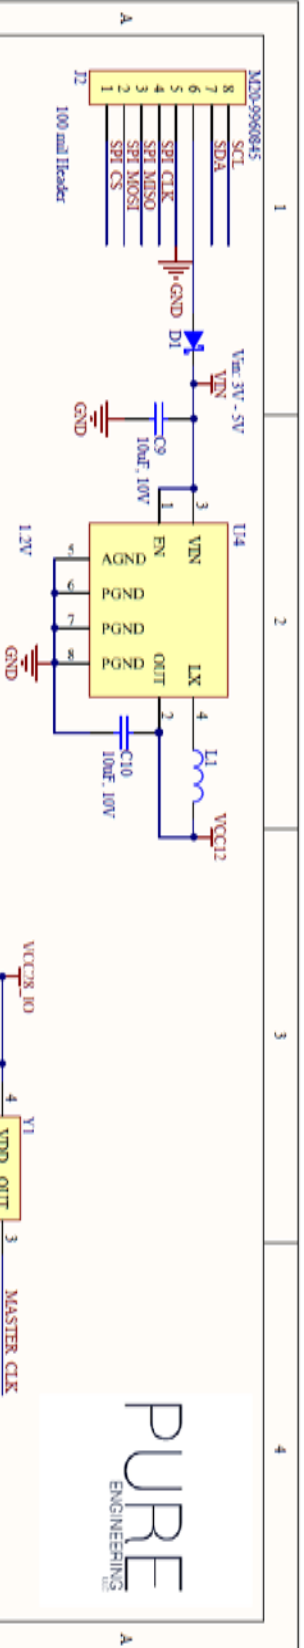 1
2
3
4
A
A
M20-9960845
8
7
6
5
4
3
2
1
J2
SCL
SDA
SPI CLK
SPI MISO
SPI MOSI
SPI CS
100 mil Header
GND
D1
Vin: 3V - 5V
VIN
C9
10uF, 10V
GND
U4
3
VIN
1
EN
LX
4
OUT
2
5
AGND
6
PGND
7
PGND
8
PGND
1.2V
GND
C10
10uF, 10V
L1
VCC12
VCC28_IO
Y1
4
VDD
OUT
3
MASTER CLK
PURE
ENGINEERING
LLC